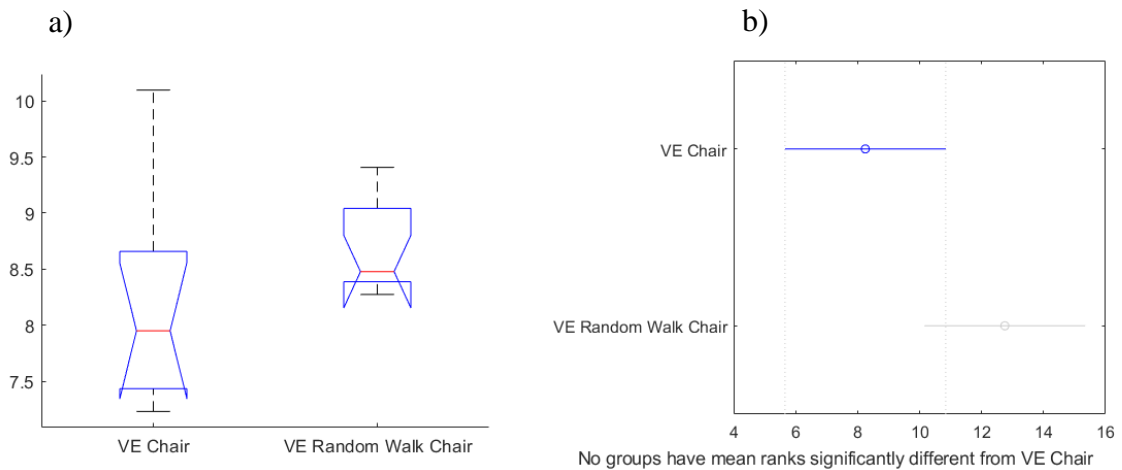 a)
10
9.5
9
8.5
8
7.5
VE Chair
VE Random Walk Chair
b)
VE Chair
VE Random Walk Chair
4
6
8
10
12
14
16
No groups have mean ranks significantly different from VE Chair